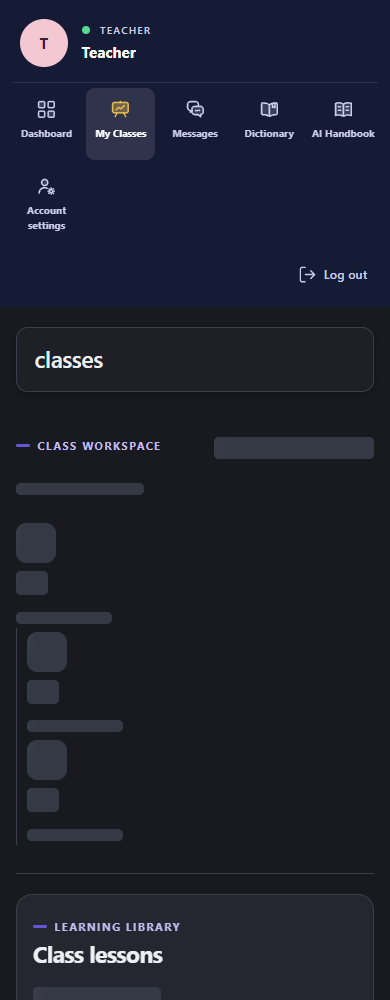 T
TEACHER
Teacher
Dashboard
My Classes
Messages
Dictionary
AI Handbook
Account
settings
Log out
classes
CLASS WORKSPACE
LEARNING LIBRARY
Class lessons